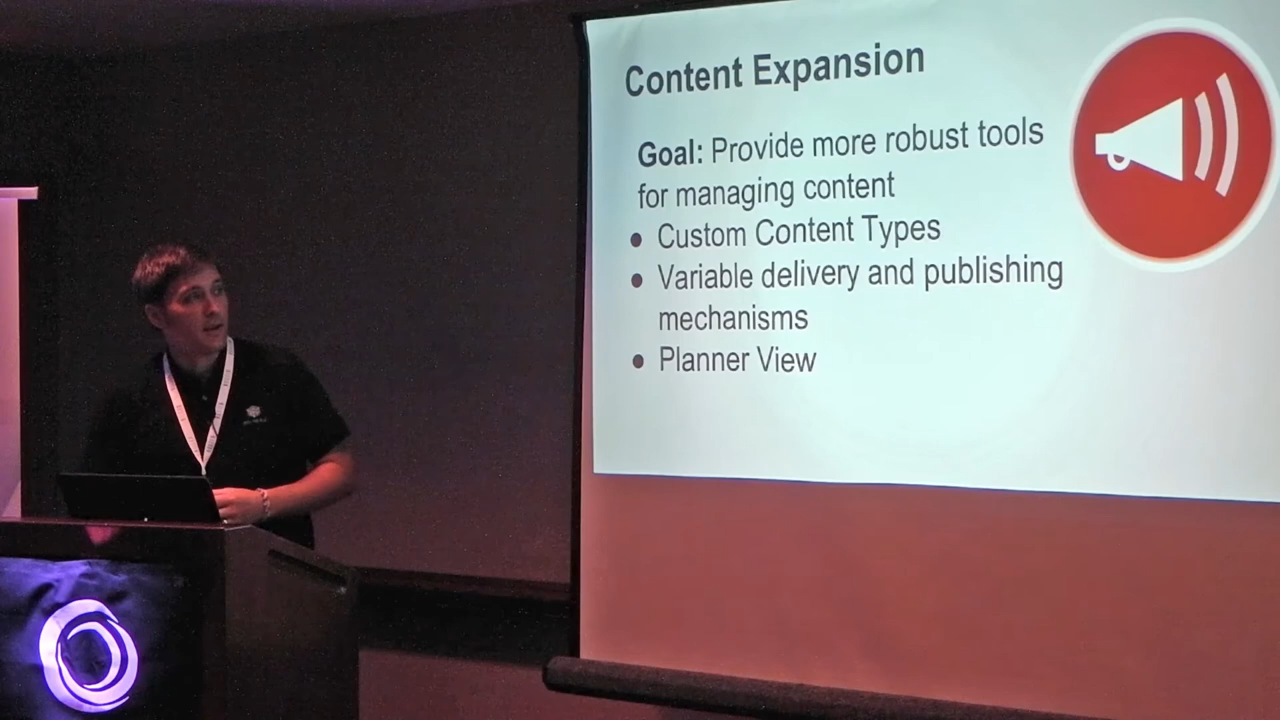 Content Expansion
Goal: Provide more robust tools
for managing content
● Custom Content Types
● Variable delivery and publishing
mechanisms
● Planner View